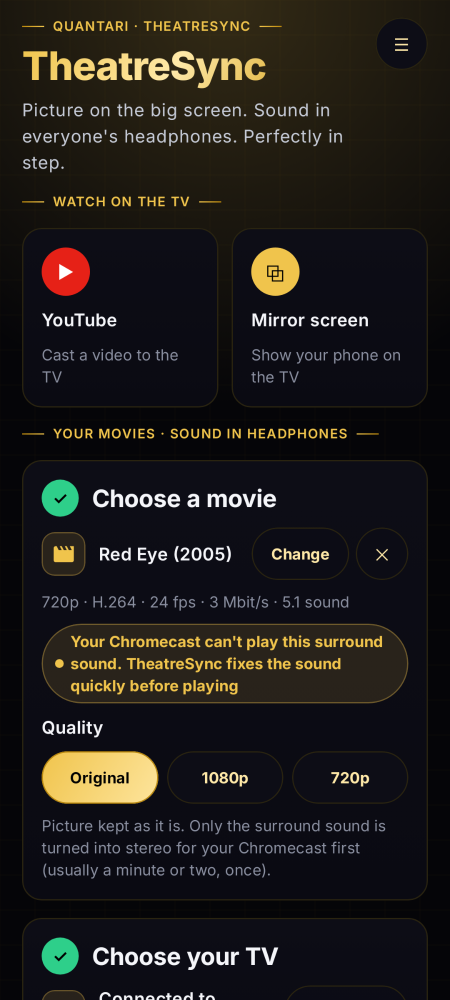 QUANTARI · THEATRESYNC
TheatreSync
Picture on the big screen. Sound in
everyone's headphones. Perfectly in
step.
WATCH ON THE TV
YouTube
Cast a video to the
TV
Mirror screen
Show your phone on
the TV
YOUR MOVIES · SOUND IN HEADPHONES
Choose a movie
Red Eye (2005)
Change
720p · H.264 · 24 fps · 3 Mbit/s · 5.1 sound
Your Chromecast can't play this surround
sound. TheatreSync fixes the sound
quickly before playing
Quality
Original
1080p
720p
Picture kept as it is. Only the surround sound is
turned into stereo for your Chromecast first
(usually a minute or two, once).
Choose your TV
Connected to